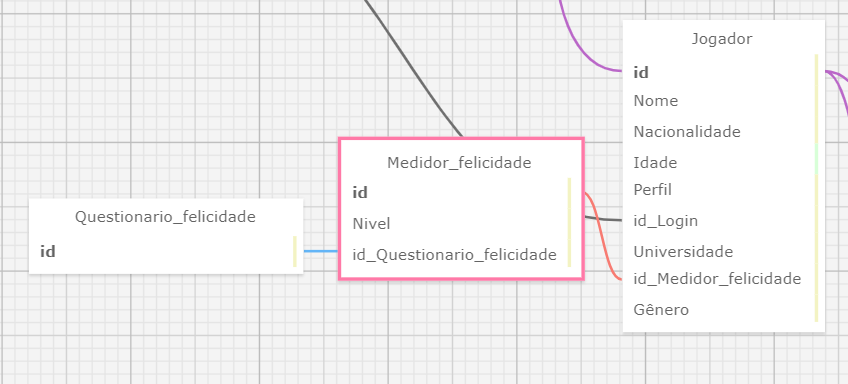 Questionario_felicidade
id
Medidor_felicidade
id
Nivel
id_Questionario_felicidade
Jogador
id
Nome
Nacionalidade
Idade
Perfil
id_Login
Universidade
id_Medidor_felicidade
Gênero